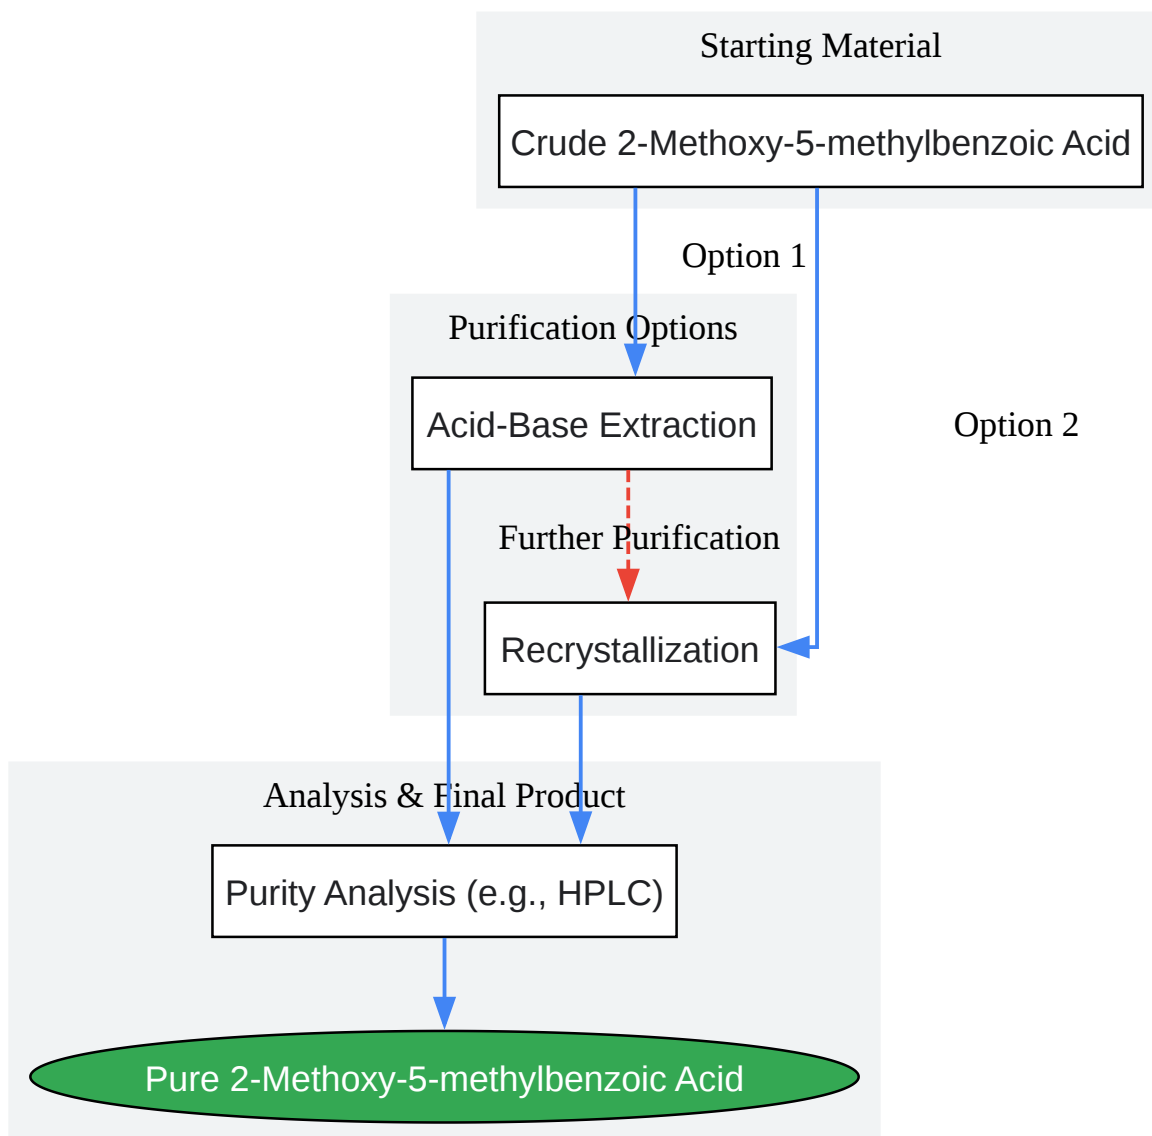 Starting Material
Crude 2-Methoxy-5-methylbenzoic Acid
Option 1
Purification Options
Acid-Base Extraction
Option 2
Further Purification
Recrystallization
Analysis & Final Product
Purity Analysis (e.g., HPLC)
Pure 2-Methoxy-5-methylbenzoic Acid